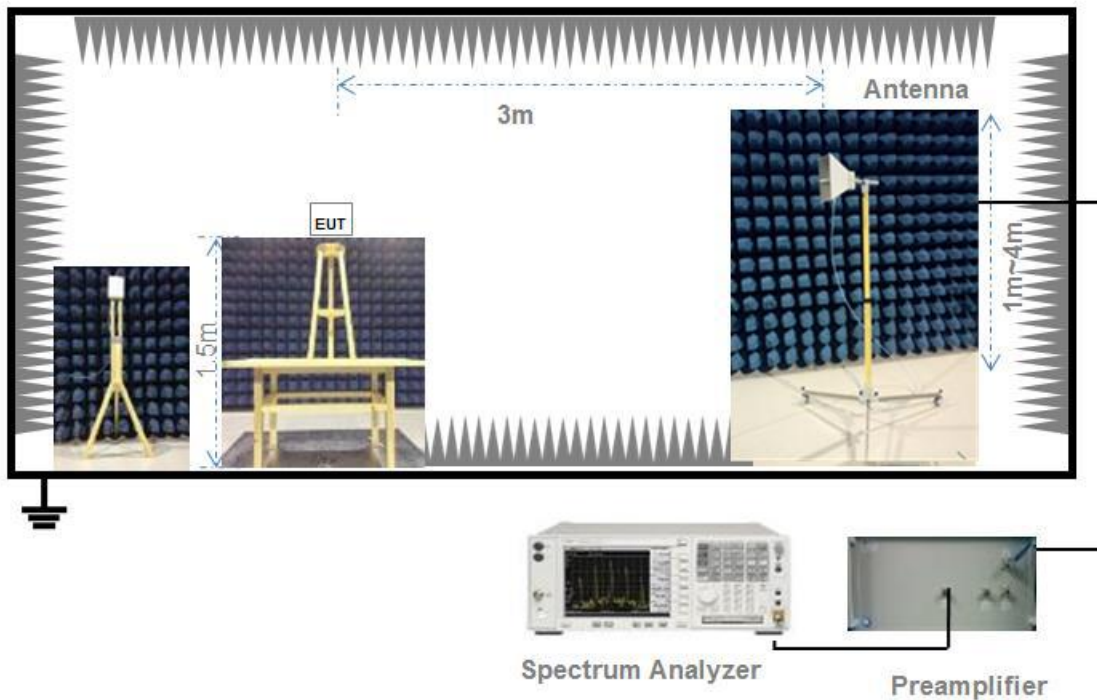 Antenna
3m
EUT
1.5m
1m~4m
Spectrum Analyzer
Preamplifier